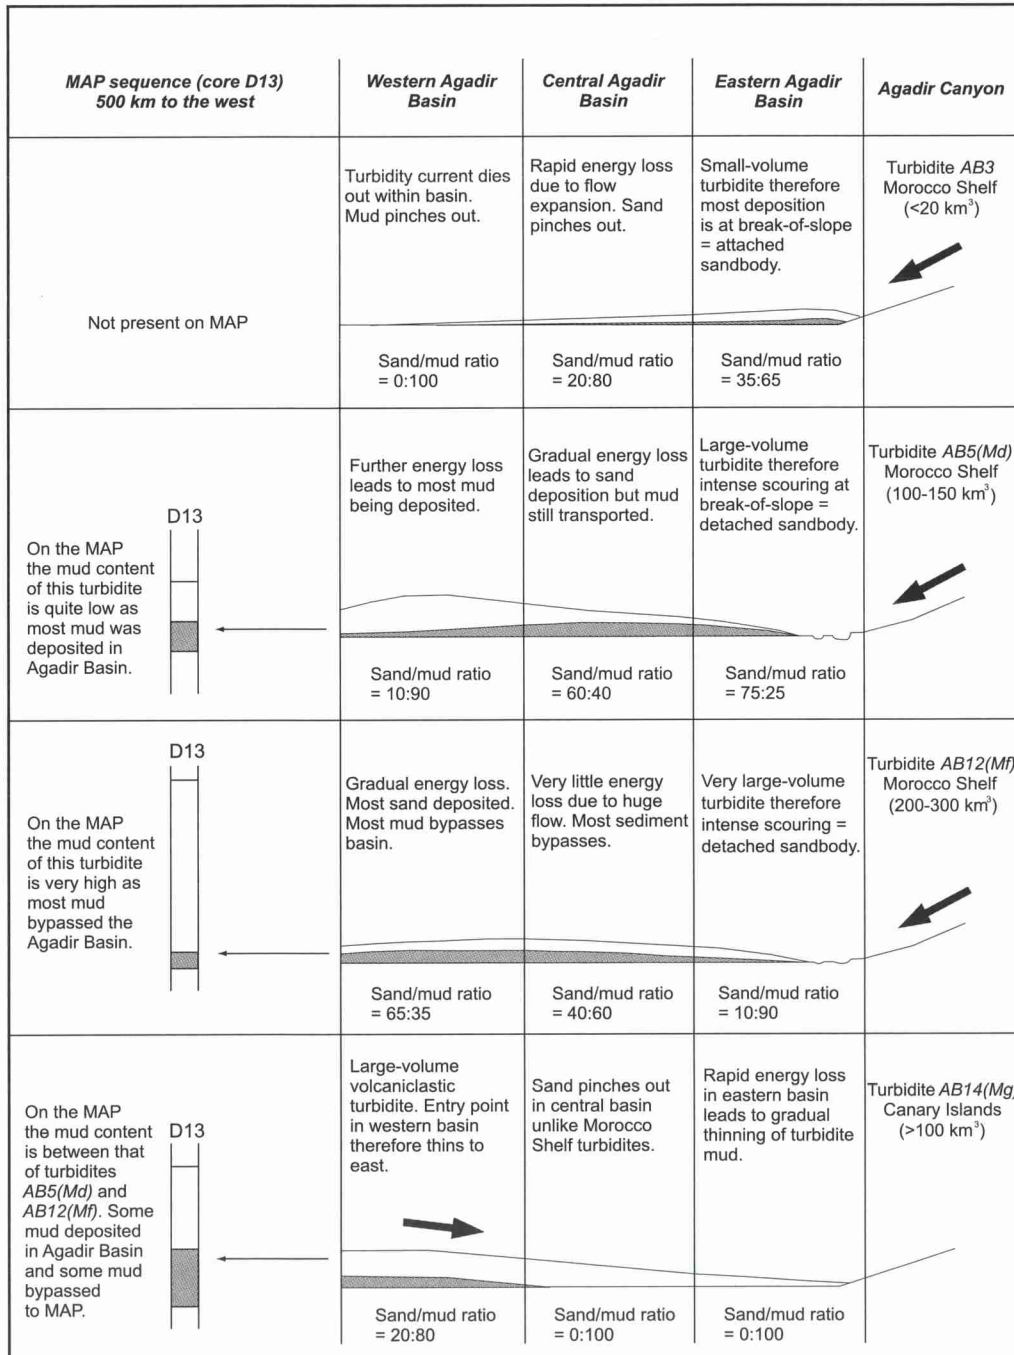 MAP sequence (core D13)
500 km to the west
Western Agadir
Basin
Central Agadir
Basin
Eastern Agadir
Basin
Agadir Canyon
Not present on MAP
Turbidity current dies
out within basin.
Mud pinches out.
Sand/mud ratio
= 0:100
Rapid energy loss
due to flow
expansion. Sand
pinches out.
Sand/mud ratio
= 20:80
Small-volume
turbidite therefore
most deposition
is at break-of-slope
= attached
sandbody.
Sand/mud ratio
= 35:65
Turbidite AB3
Morocco Shelf
(<20 km³)
On the MAP
the mud content
of this turbidite
is quite low as
most mud was
deposited in
Agadir Basin.
D13
Further energy loss
leads to most mud
being deposited.
Sand/mud ratio
= 10:90
Gradual energy loss
leads to sand
deposition but mud
still transported.
Sand/mud ratio
= 60:40
Large-volume
turbidite therefore
intense scouring at
break-of-slope =
detached sandbody.
Sand/mud ratio
= 75:25
Turbidite AB5(Md)
Morocco Shelf
(100-150 km³)
On the MAP
the mud content
of this turbidite
is very high as
most mud
bypassed the
Agadir Basin.
D13
Gradual energy loss.
Most sand deposited.
Most mud bypasses
basin.
Sand/mud ratio
= 65:35
Very little energy
loss due to huge
flow. Most sediment
bypasses.
Sand/mud ratio
= 40:60
Very large-volume
turbidite therefore
intense scouring =
detached sandbody.
Sand/mud ratio
= 10:90
Turbidite AB12(Mf)
Morocco Shelf
(200-300 km³)
On the MAP
the mud content
is between that
of turbidites
AB5(Md) and
AB12(Mf). Some
mud deposited
in Agadir Basin
and some mud
bypassed
to MAP.
D13
Large-volume
volcaniclastic
turbidite. Entry point
in western basin
therefore thins to
east.
Sand/mud ratio
= 20:80
Sand pinches out
in central basin
unlike Morocco
Shelf turbidites.
Sand/mud ratio
= 0:100
Rapid energy loss
in eastern basin
leads to gradual
thinning of turbidite
mud.
Sand/mud ratio
= 0:100
Turbidite AB14(Mg)
Canary Islands
(>100 km³)